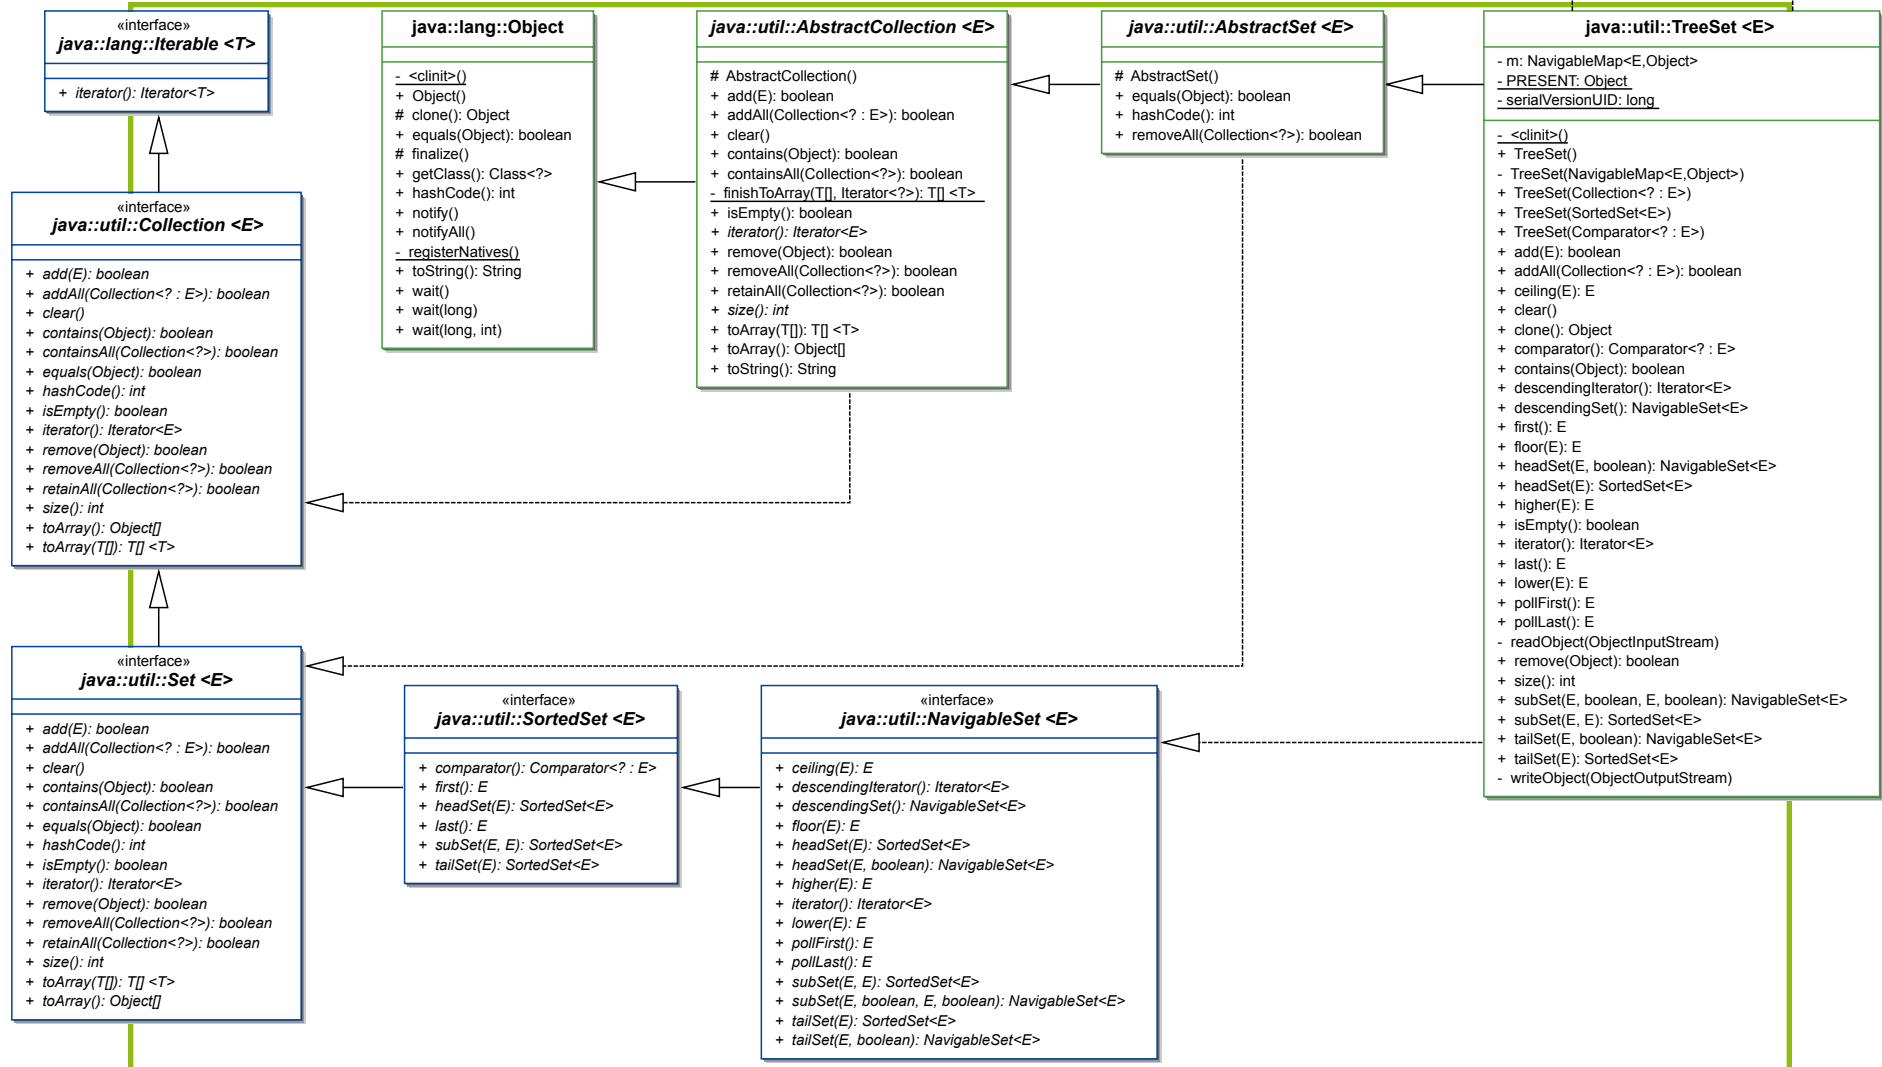 «interface»
java::lang::Iterable <T>
+ iterator(): Iterator<T>
java::lang::Object
- <clinit>()
+ Object()
# clone(): Object
+ equals(Object): boolean
# finalize()
+ getClass(): Class<?>
+ hashCode(): int
+ notify()
+ notifyAll()
- registerNatives()
+ toString(): String
+ wait()
+ wait(long)
+ wait(long, int)
java::util::AbstractCollection <E>
# AbstractCollection()
+ add(E): boolean
+ addAll(Collection<? : E>): boolean
+ clear()
+ contains(Object): boolean
+ containsAll(Collection<?>): boolean
- finishToArray(T[], Iterator<?>): T[] <T>
+ isEmpty(): boolean
+ iterator(): Iterator<E>
+ remove(Object): boolean
+ removeAll(Collection<?>): boolean
+ retainAll(Collection<?>): boolean
+ size(): int
+ toArray(T[]): T[] <T>
+ toArray(): Object[]
+ toString(): String
java::util::AbstractSet <E>
# AbstractSet()
+ equals(Object): boolean
+ hashCode(): int
+ removeAll(Collection<?>): boolean
java::util::TreeSet <E>
- m: NavigableMap<E,Object>
- PRESENT: Object
- serialVersionUID: long
- <clinit>()
+ TreeSet()
- TreeSet(NavigableMap<E,Object>)
+ TreeSet(Collection<? : E>)
+ TreeSet(SortedSet<E>)
+ TreeSet(Comparator<? : E>)
+ add(E): boolean
+ addAll(Collection<? : E>): boolean
+ ceiling(E): E
+ clear()
+ clone(): Object
+ comparator(): Comparator<? : E>
+ contains(Object): boolean
+ descendingIterator(): Iterator<E>
+ descendingSet(): NavigableSet<E>
+ first(): E
+ floor(E): E
+ headSet(E, boolean): NavigableSet<E>
+ headSet(E): SortedSet<E>
+ higher(E): E
+ isEmpty(): boolean
+ iterator(): Iterator<E>
+ last(): E
+ lower(E): E
+ pollFirst(): E
+ pollLast(): E
- readObject(ObjectInputStream)
+ remove(Object): boolean
+ size(): int
+ subSet(E, boolean, E, boolean): NavigableSet<E>
+ subSet(E, E): SortedSet<E>
+ tailSet(E, boolean): NavigableSet<E>
+ tailSet(E): SortedSet<E>
- writeObject(ObjectOutputStream)
«interface»
java::util::Collection <E>
+ add(E): boolean
+ addAll(Collection<? : E>): boolean
+ clear()
+ contains(Object): boolean
+ containsAll(Collection<?>): boolean
+ equals(Object): boolean
+ hashCode(): int
+ isEmpty(): boolean
+ iterator(): Iterator<E>
+ remove(Object): boolean
+ removeAll(Collection<?>): boolean
+ retainAll(Collection<?>): boolean
+ size(): int
+ toArray(): Object[]
+ toArray(T[]): T[] <T>
«interface»
java::util::Set <E>
+ add(E): boolean
+ addAll(Collection<? : E>): boolean
+ clear()
+ contains(Object): boolean
+ containsAll(Collection<?>): boolean
+ equals(Object): boolean
+ hashCode(): int
+ isEmpty(): boolean
+ iterator(): Iterator<E>
+ remove(Object): boolean
+ removeAll(Collection<?>): boolean
+ retainAll(Collection<?>): boolean
+ size(): int
+ toArray(T[]): T[] <T>
+ toArray(): Object[]
«interface»
java::util::SortedSet <E>
+ comparator(): Comparator<? : E>
+ first(): E
+ headSet(E): SortedSet<E>
+ last(): E
+ subSet(E, E): SortedSet<E>
+ tailSet(E): SortedSet<E>
«interface»
java::util::NavigableSet <E>
+ ceiling(E): E
+ descendingIterator(): Iterator<E>
+ descendingSet(): NavigableSet<E>
+ floor(E): E
+ headSet(E): SortedSet<E>
+ headSet(E, boolean): NavigableSet<E>
+ higher(E): E
+ iterator(): Iterator<E>
+ lower(E): E
+ pollFirst(): E
+ pollLast(): E
+ subSet(E, E): SortedSet<E>
+ subSet(E, boolean, E, boolean): NavigableSet<E>
+ tailSet(E): SortedSet<E>
+ tailSet(E, boolean): NavigableSet<E>